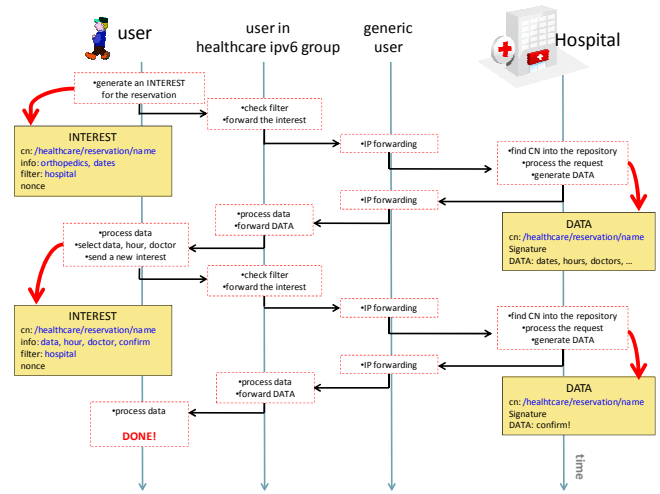 user
user in
healthcare ipv6 group
generic
user
Hospital
•generate an INTEREST
for the reservation
•check filter
•forward the interest
INTEREST
cn: /healthcare/reservation/name
info: orthopedics, dates
filter: hospital
nonce
•IP forwarding
•find CN into the repository
•process the request
•generate DATA
•IP forwarding
•process data
•forward DATA
DATA
cn: /healthcare/reservation/name
Signature
DATA: dates, hours, doctors, ...
•process data
•select data, hour, doctor
•send a new interest
•check filter
•forward the interest
INTEREST
cn: /healthcare/reservation/name
info: data, hour, doctor, confirm
filter: hospital
nonce
•IP forwarding
•find CN into the repository
•process the request
•generate DATA
•IP forwarding
•process data
•forward DATA
DATA
cn: /healhtcare/reservation/name
Signature
DATA: confirm!
•process data
DONE!
time